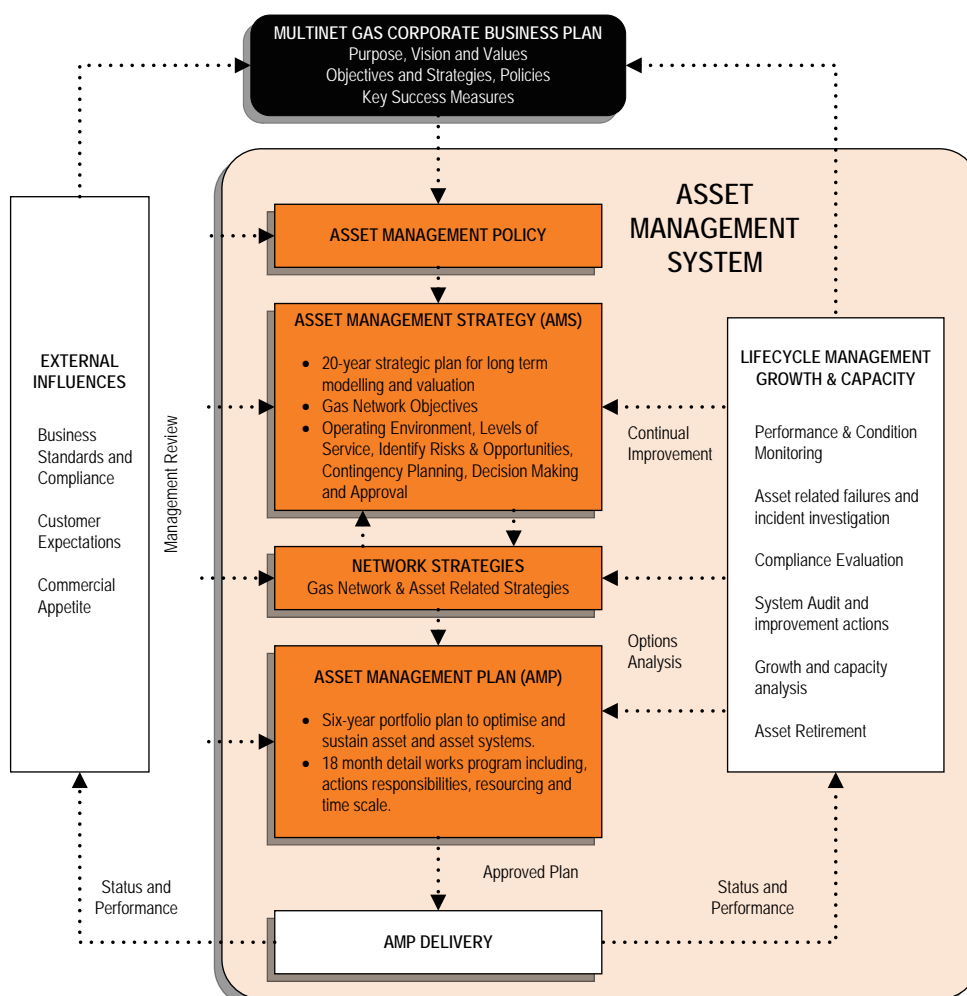 MULTINET GAS CORPORATE BUSINESS PLAN
Purpose, Vision and Values
Objectives and Strategies, Policies
Key Success Measures
ASSET
MANAGEMENT
SYSTEM
ASSET MANAGEMENT POLICY
ASSET MANAGEMENT STRATEGY (AMS)
• 20-year strategic plan for long term
modelling and valuation
• Gas Network Objectives
• Operating Environment, Levels of
Service, Identify Risks & Opportunities,
Contingency Planning, Decision Making
and Approval
EXTERNAL
INFLUENCES
Business
Standards and
Compliance
Customer
Expectations
Commercial
Appetite
Management Review
Continual
Improvement
LIFECYCLE MANAGEMENT
GROWTH & CAPACITY
Performance & Condition
Monitoring
Asset related failures and
incident investigation
Compliance Evaluation
System Audit and
improvement actions
Growth and capacity
analysis
Asset Retirement
NETWORK STRATEGIES
Gas Network & Asset Related Strategies
Options
Analysis
ASSET MANAGEMENT PLAN (AMP)
• Six-year portfolio plan to optimise and
sustain asset and asset systems.
• 18 month detail works program including,
actions responsibilities, resourcing and
time scale.
Approved Plan
Status and
Performance
AMP DELIVERY
Status and
Performance